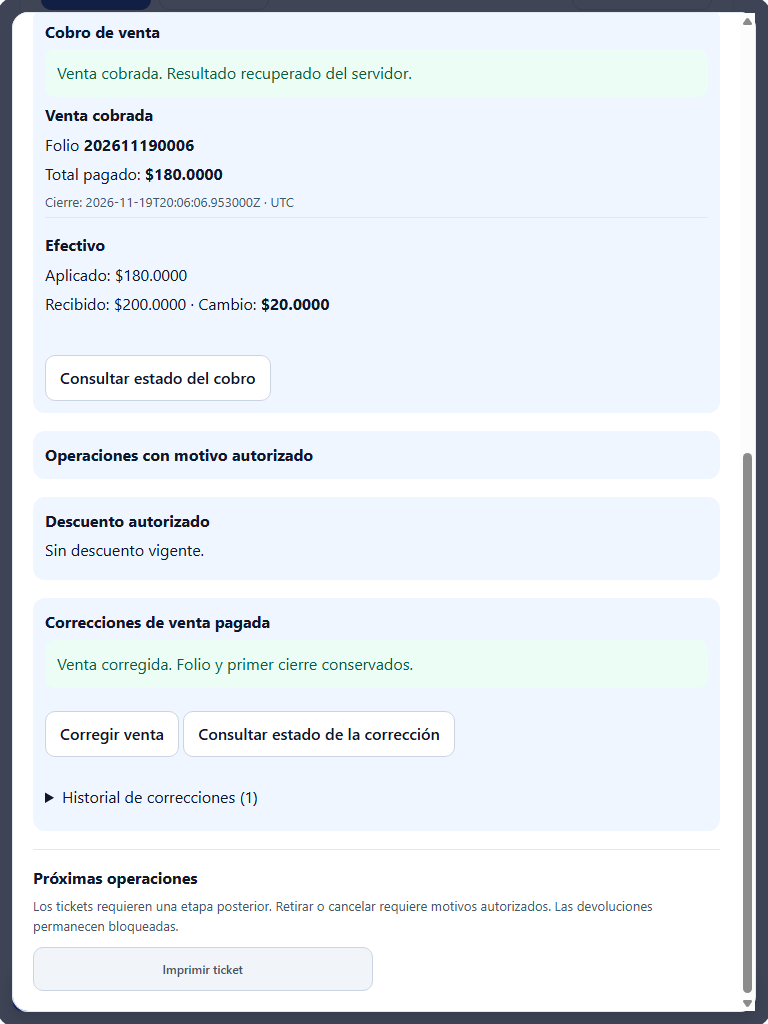 Cobro de venta
Venta cobrada. Resultado recuperado del servidor.
Venta cobrada
Folio 202611190006
Total pagado: $180.0000
Cierre: 2026-11-19T20:06:06.953000Z · UTC
Efectivo
Aplicado: $180.0000
Recibido: $200.0000 · Cambio: $20.0000
Consultar estado del cobro
Operaciones con motivo autorizado
Descuento autorizado
Sin descuento vigente.
Correcciones de venta pagada
Venta corregida. Folio y primer cierre conservados.
Corregir venta
Consultar estado de la corrección
Historial de correcciones (1)
Próximas operaciones
Los tickets requieren una etapa posterior. Retirar o cancelar requiere motivos autorizados. Las devoluciones
permanecen bloqueadas.
Imprimir ticket